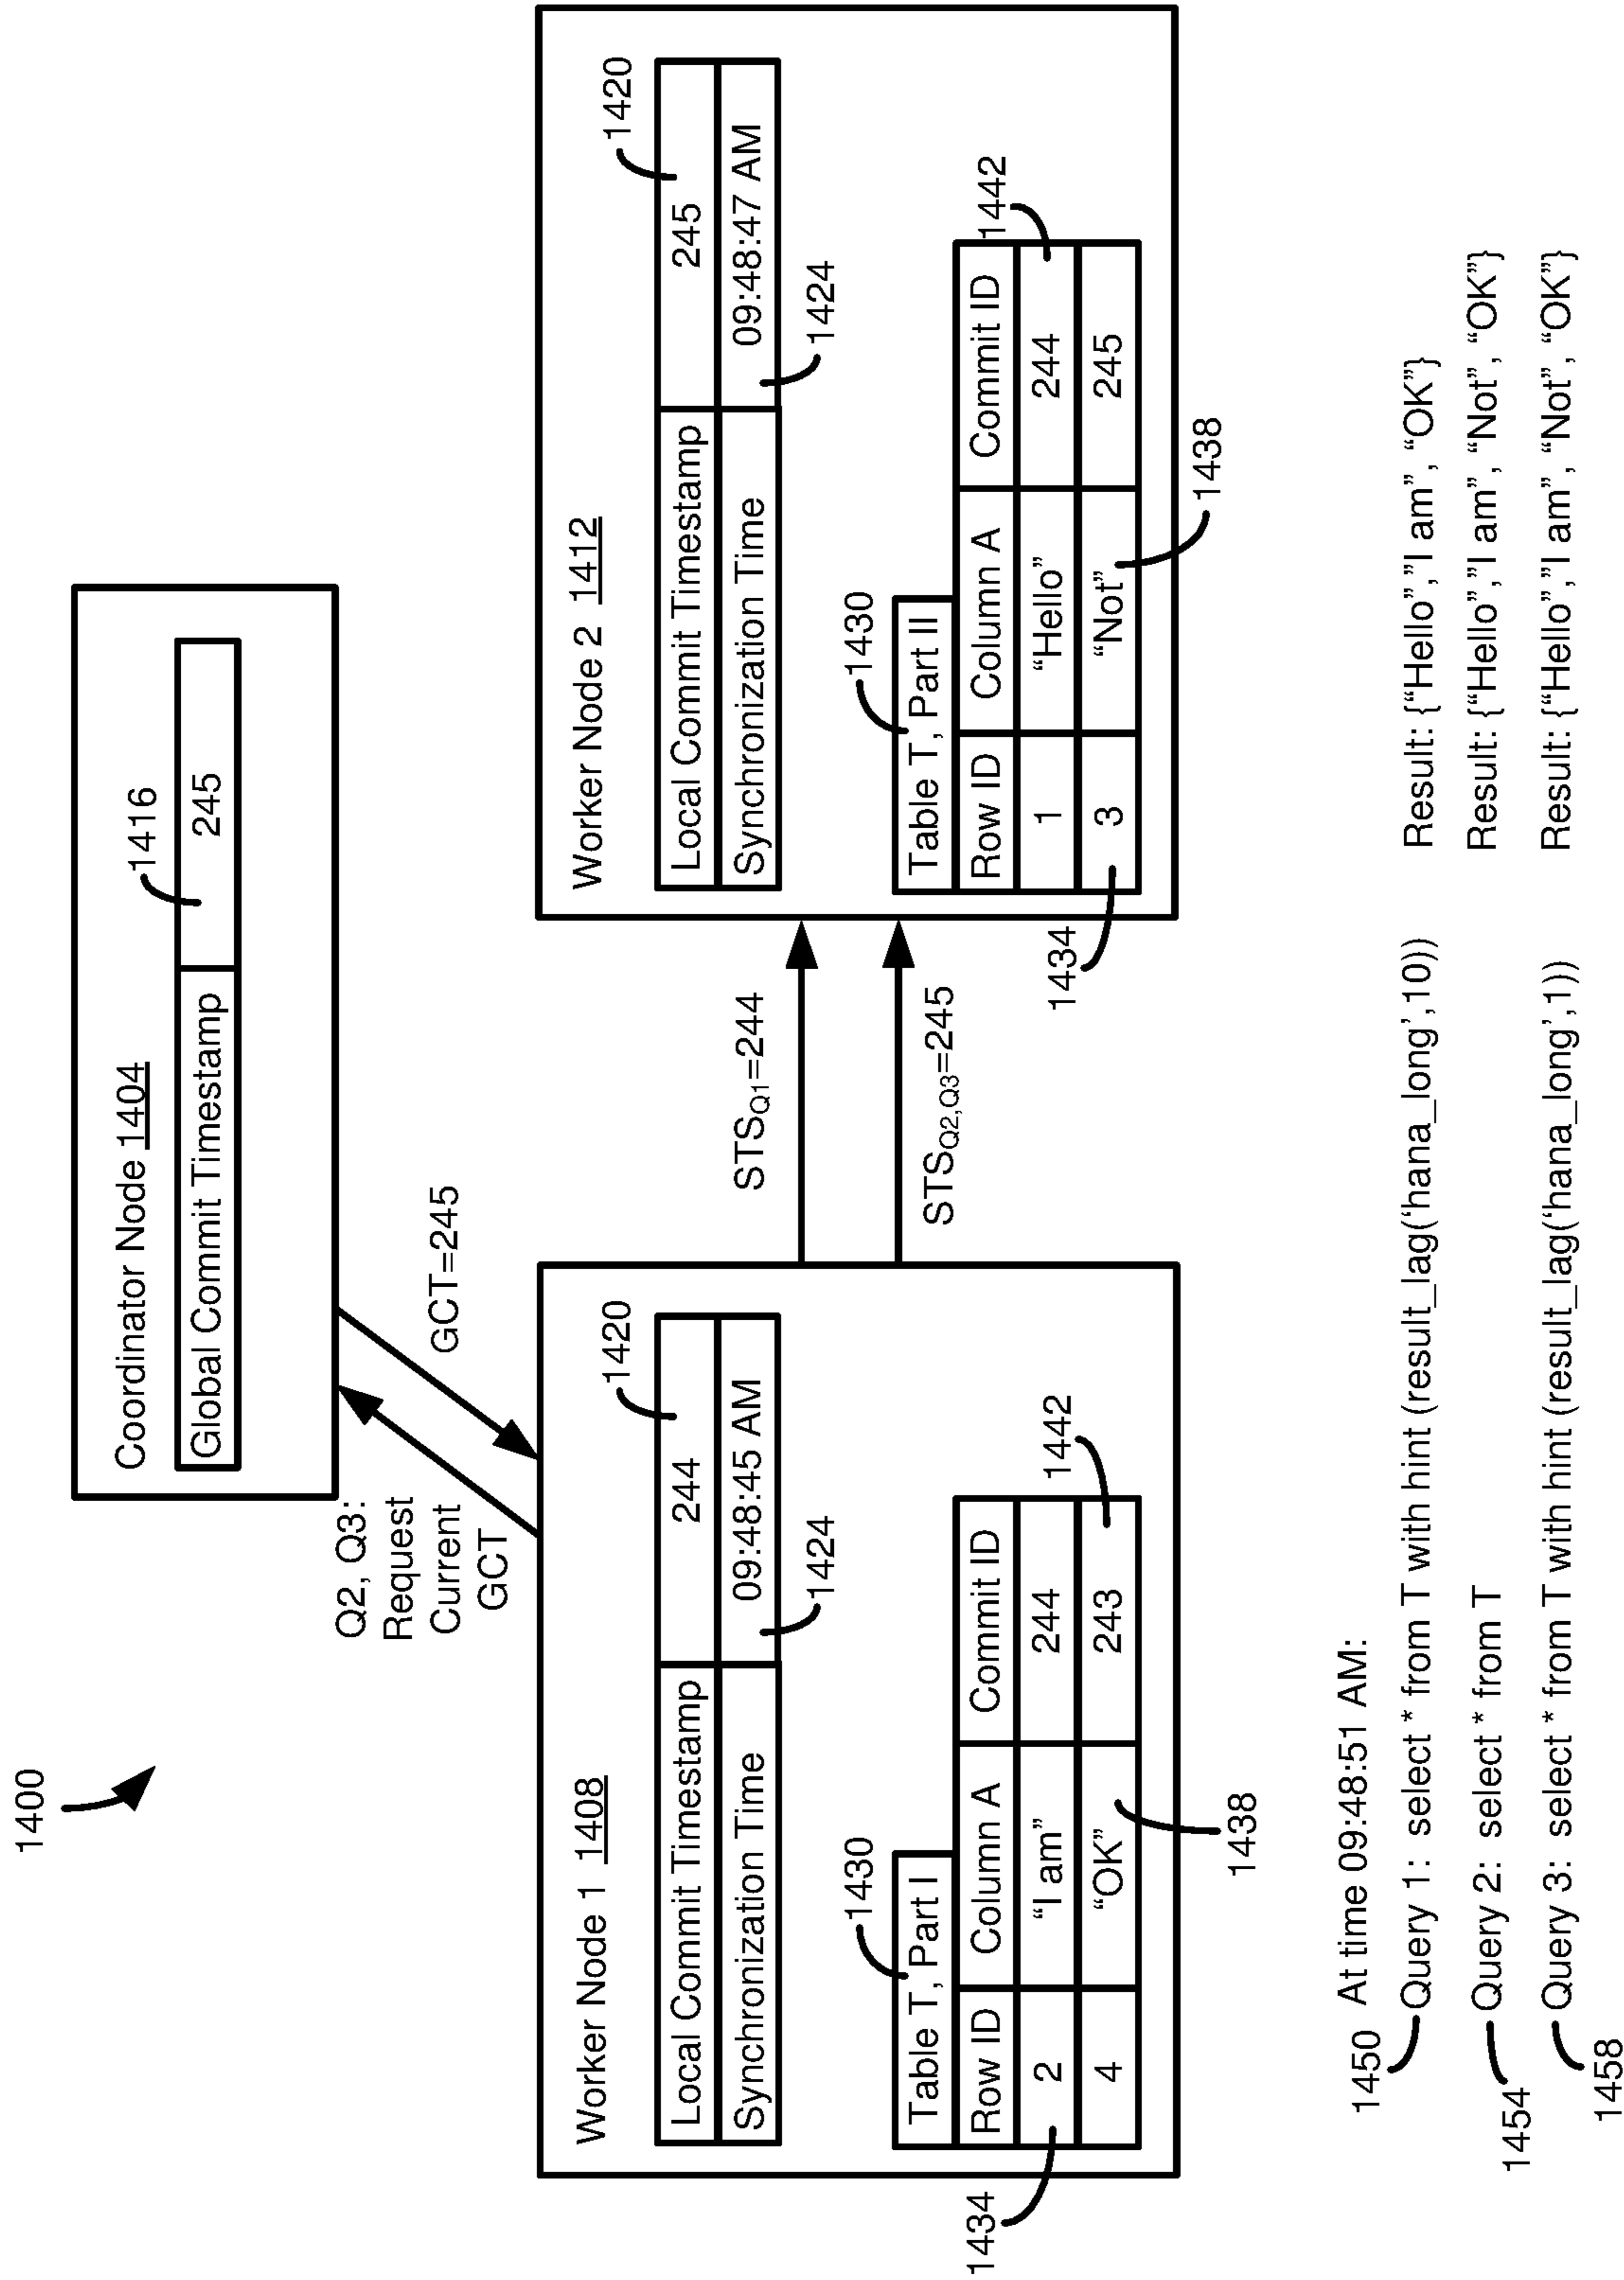 1400
Coordinator Node 1404
1416
Global Commit Timestamp 245
Q2, Q3:
Request
Current
GCT
GCT=245
Worker Node 1 1408
1420
Local Commit Timestamp 244
Synchronization Time 09:48:45 AM
1424
1430
Table T, Part I
Row ID Column A Commit ID
2 “I am” 244
4 “OK” 243
1434
1438
1442
STSQ1=244
STSQ2,Q3=245
Worker Node 2 1412
1420
Local Commit Timestamp 245
Synchronization Time 09:48:47 AM
1424
1430
Table T, Part II
Row ID Column A Commit ID
1 “Hello” 244
3 “Not” 245
1434
1438
1442
At time 09:48:51 AM:
1450
Query 1: select * from T with hint (result_lag(‘hana_long’,10)) Result: {“Hello”,”I am”, “OK”}
1454
Query 2: select * from T Result: {“Hello”,”I am”, “Not”, “OK”}
1458
Query 3: select * from T with hint (result_lag(‘hana_long’,1)) Result: {“Hello”,”I am”, “Not”, “OK”}